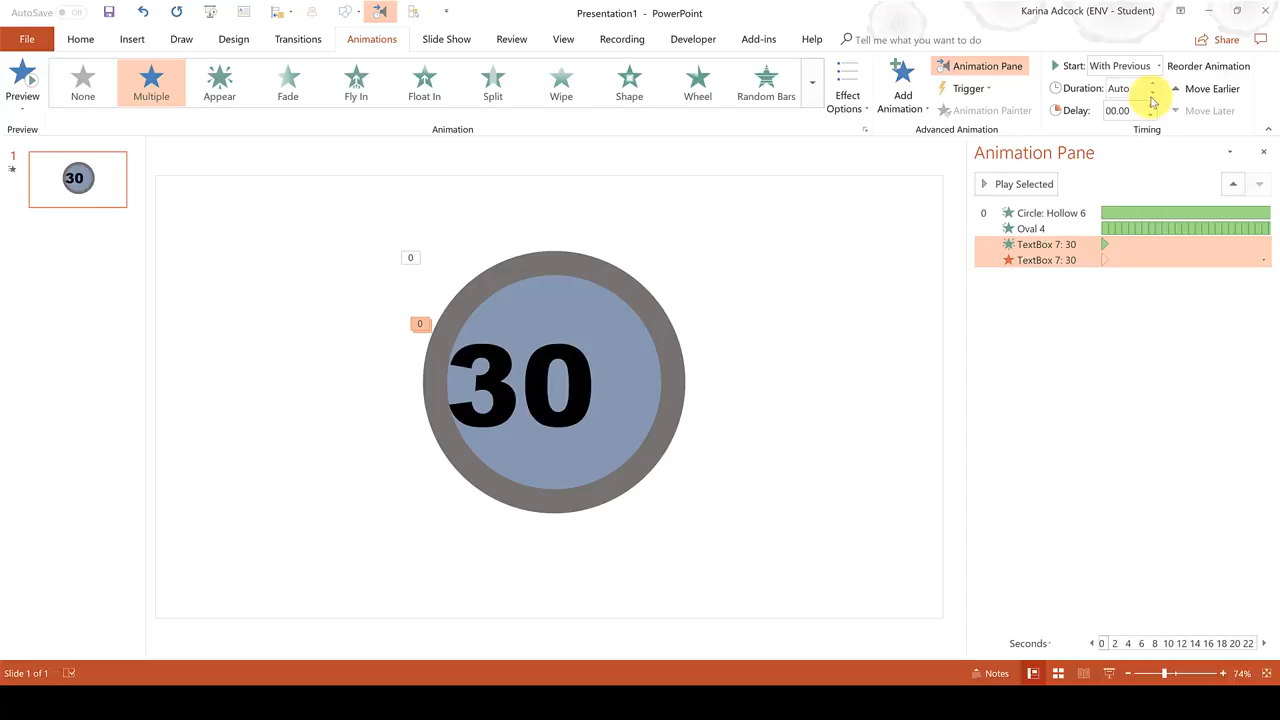 AutoSave Off
Presentation1 - PowerPoint
Karina Adcock (ENV - Student)
File Home Insert Draw Design Transitions Animations Slide Show Review View Recording Developer Add-ins Help Tell me what you want to do Share
Preview
None Multiple Appear Fade Fly In Float In Split Wipe Shape Wheel Random Bars
Effect Options
Add Animation
Animation Pane
Trigger
Animation Painter
Start: With Previous
Duration: Auto
Delay: 00.00
Reorder Animation
Move Earlier
Move Later
Preview Animation Advanced Animation Timing
1
30
0
0
30
Animation Pane
Play Selected
0 Circle: Hollow 6
Oval 4
TextBox 7: 30
TextBox 7: 30
Seconds 0 2 4 6 8 10 12 14 16 18 20 22
Slide 1 of 1
Notes
74%